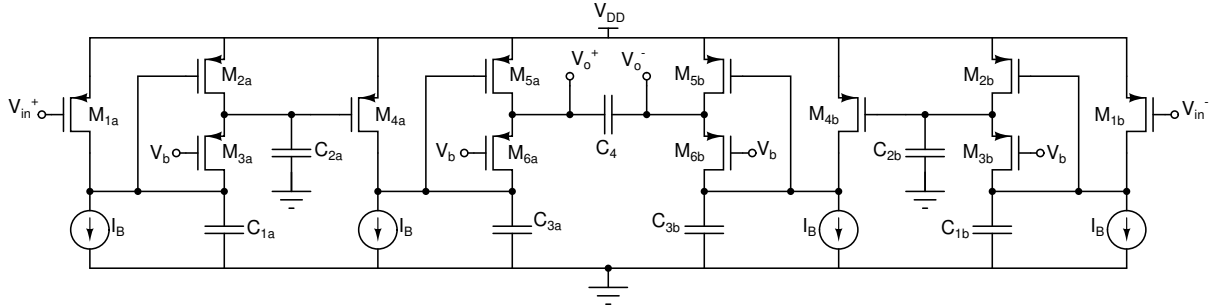 V_DD
V_o^+ V_o^-
M_2a M_5a M_5b M_2b
V_in^+ M_1a M_4a M_4b M_1b V_in^-
V_b M_3a C_2a V_b M_6a C_4 M_6b V_b C_2b M_3b V_b
I_B C_1a I_B C_3a C_3b I_B C_1b I_B